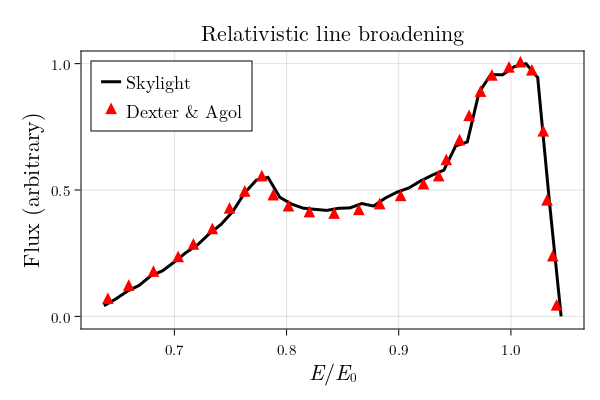 Relativistic line broadening
Skylight
Dexter & Agol
Flux (arbitrary)
1.0
0.5
0.0
0.7 0.8 0.9 1.0
E/E₀